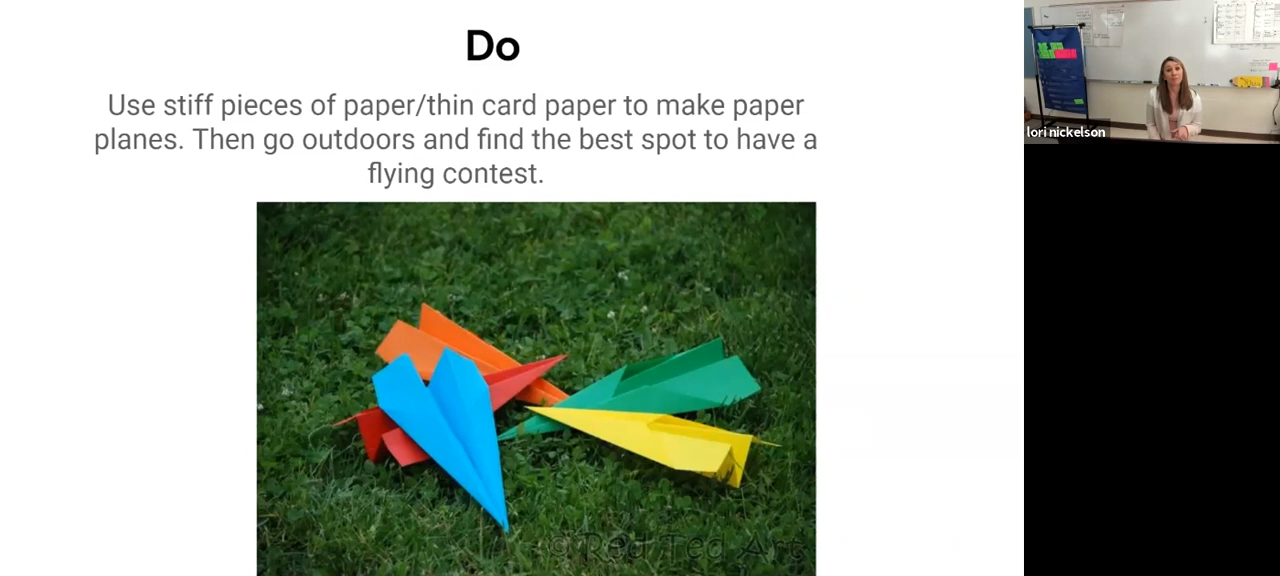 Do
Use stiff pieces of paper/thin card paper to make paper
planes. Then go outdoors and find the best spot to have a
flying contest.
lori nickelson
© Red Ted Art